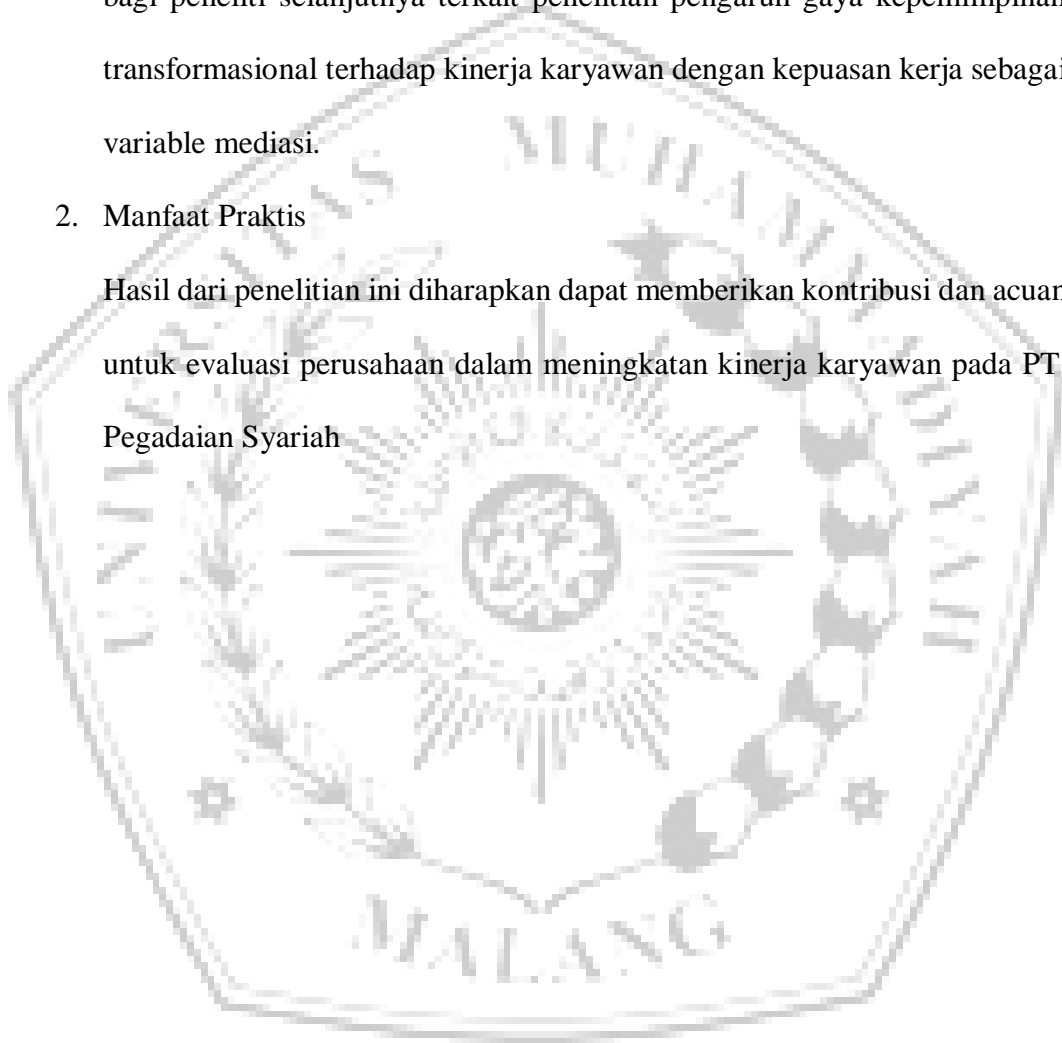 bagi peneliti selanjutnya terkait penelitian pengaruh gaya kepemimpinan
transformasional terhadap kinerja karyawan dengan kepuasan kerja sebagai
variable mediasi.
2. Manfaat Praktis
Hasil dari penelitian ini diharapkan dapat memberikan kontribusi dan acuan
untuk evaluasi perusahaan dalam meningkatan kinerja karyawan pada PT
Pegadaian Syariah
UNIVERSITAS MUHAMMADIYAH
MALANG